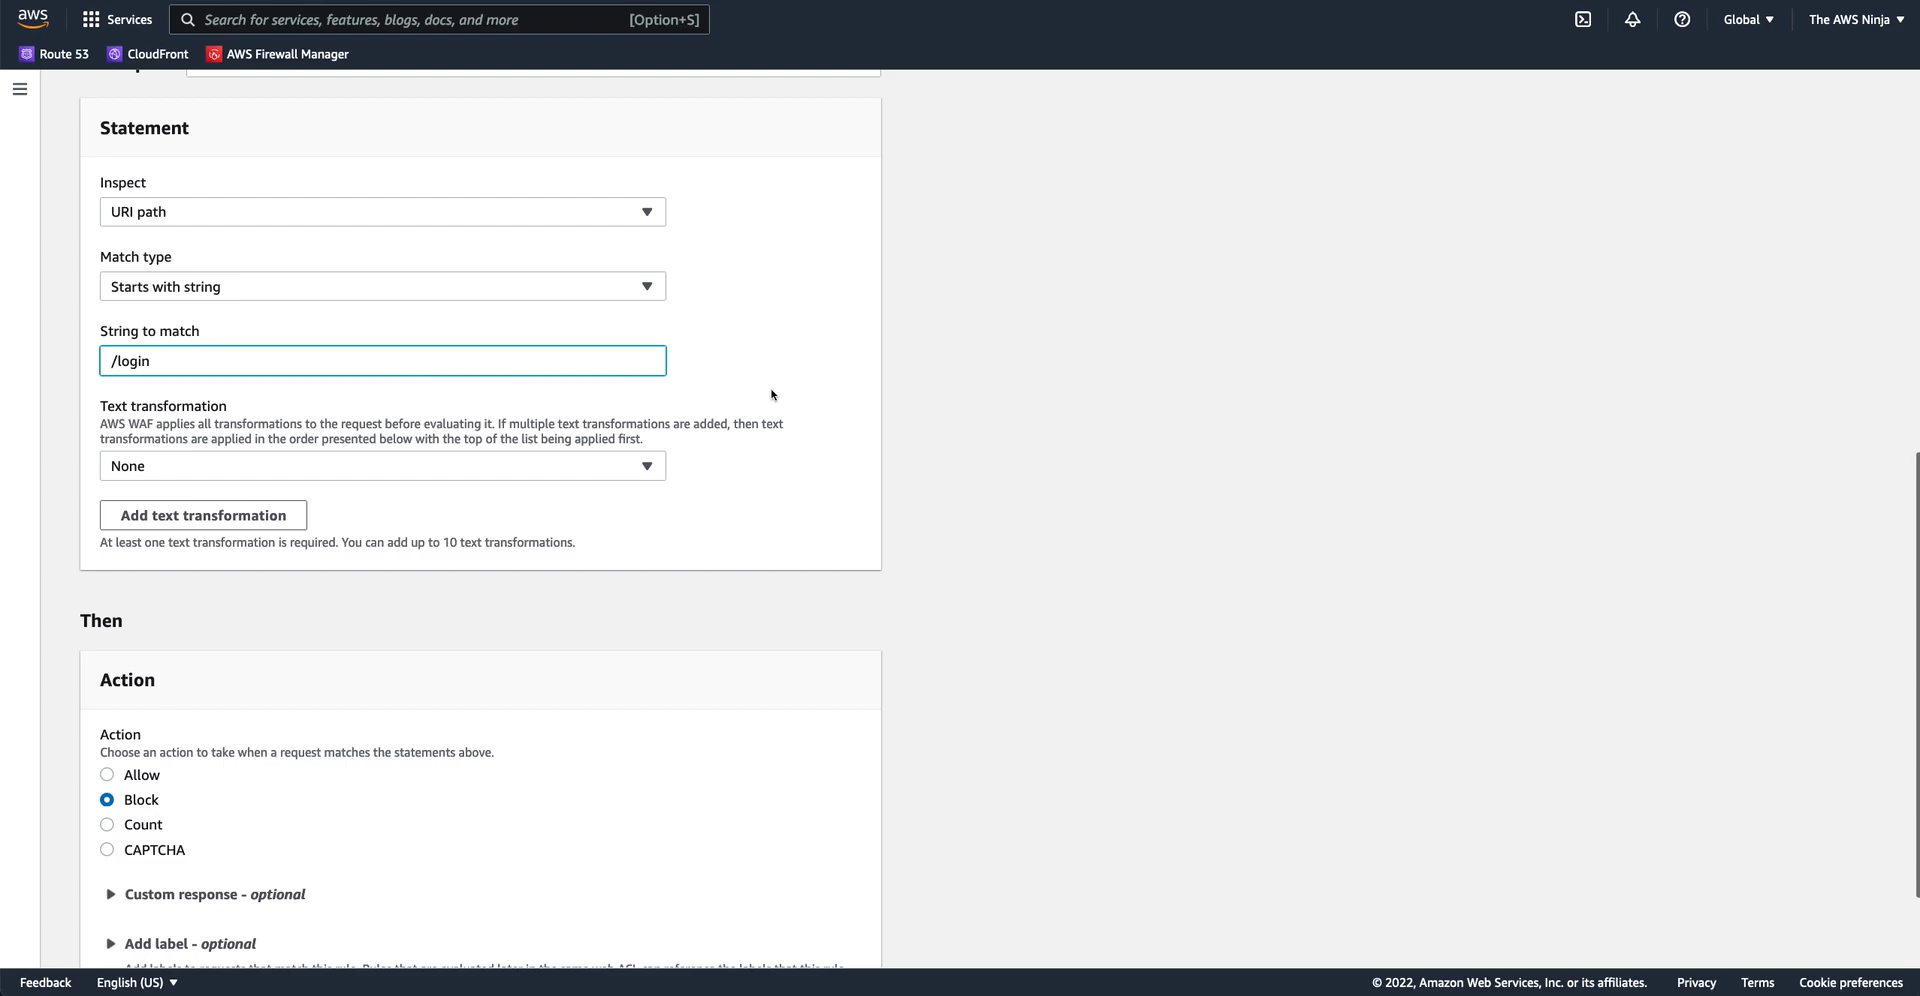 aws
Services
Search for services, features, blogs, docs, and more
[Option+S]
Global
The AWS Ninja
Route 53
CloudFront
AWS Firewall Manager
Statement
Inspect
URI path
Match type
Starts with string
String to match
/login
Text transformation
AWS WAF applies all transformations to the request before evaluating it. If multiple text transformations are added, then text
transformations are applied in the order presented below with the top of the list being applied first.
None
Add text transformation
At least one text transformation is required. You can add up to 10 text transformations.
Then
Action
Action
Choose an action to take when a request matches the statements above.
Allow
Block
Count
CAPTCHA
Custom response - optional
Add label - optional
Feedback
English (US)
© 2022, Amazon Web Services, Inc. or its affiliates.
Privacy
Terms
Cookie preferences